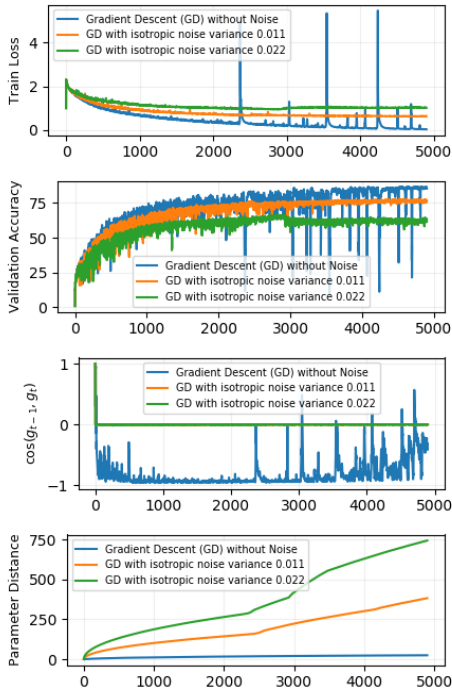 Train Loss
4
2
0
Gradient Descent (GD) without Noise
GD with isotropic noise variance 0.011
GD with isotropic noise variance 0.022
0 1000 2000 3000 4000 5000
Validation Accuracy
75
50
25
0
Gradient Descent (GD) without Noise
GD with isotropic noise variance 0.011
GD with isotropic noise variance 0.022
0 1000 2000 3000 4000 5000
cos(g_{t−1}, g_t)
1
0
−1
Gradient Descent (GD) without Noise
GD with isotropic noise variance 0.011
GD with isotropic noise variance 0.022
0 1000 2000 3000 4000 5000
Parameter Distance
750
500
250
0
Gradient Descent (GD) without Noise
GD with isotropic noise variance 0.011
GD with isotropic noise variance 0.022
0 1000 2000 3000 4000 5000